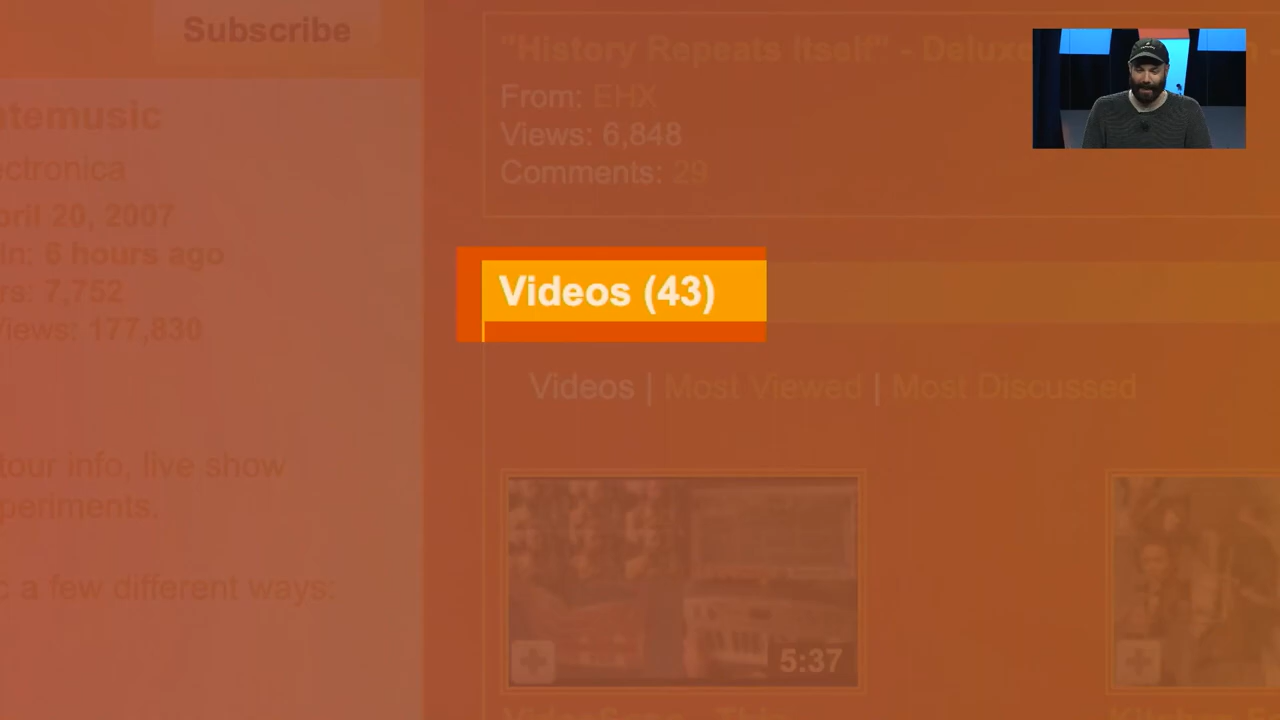 Subscribe
temusic
ectronica
pril 20, 2007
In: 6 hours ago
rs: 7,752
Views: 177,830
tour info, live show
periments.
c a few different ways:
"History Repeats Itself" - Delux
From: EHX
Views: 6,848
Comments: 29
Videos (43)
Videos | Most Viewed | Most Discussed
5:37